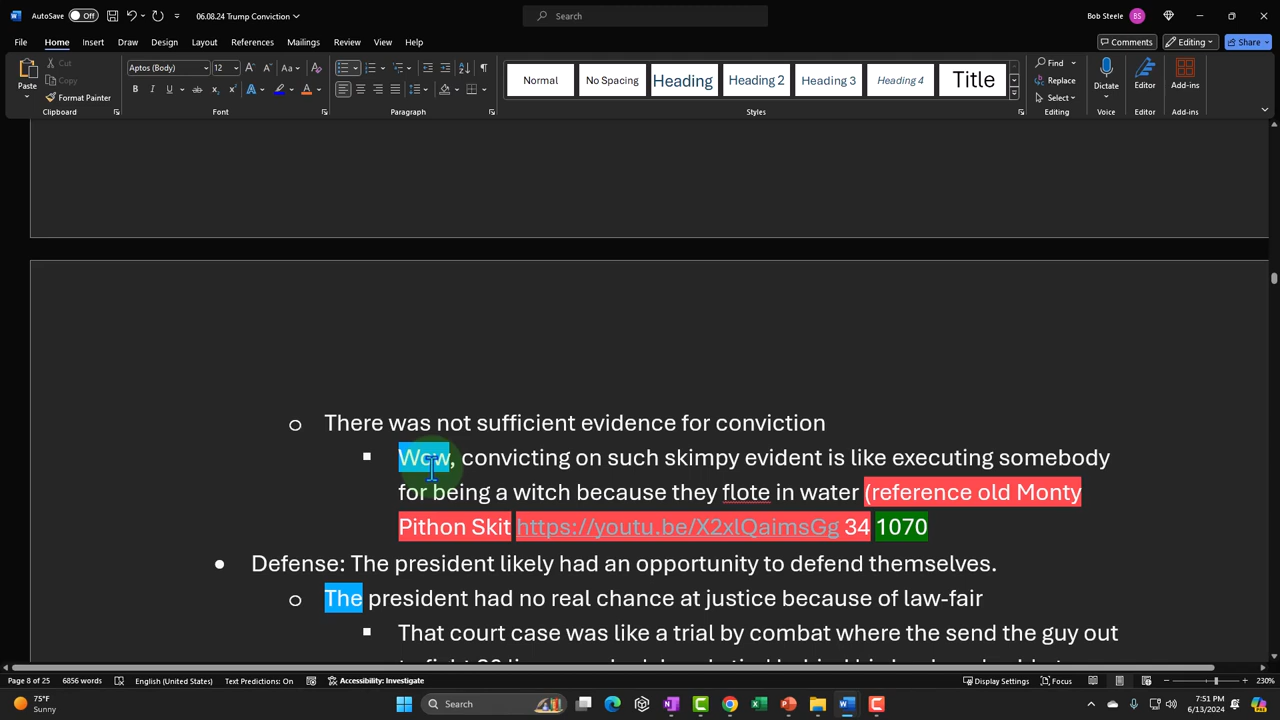 AutoSave Off 06.08.24 Trump Conviction Search Bob Steele BS
File Home Insert Draw Design Layout References Mailings Review View Help Comments Editing Share
Paste Cut Copy Format Painter Aptos (Body) 12 Normal No Spacing Heading Heading 2 Heading 3 Heading 4 Title Find Replace Select Dictate Editor Add-ins
Clipboard Font Paragraph Styles Editing Voice Editor Add-ins
There was not sufficient evidence for conviction
Wow, convicting on such skimpy evident is like executing somebody
for being a witch because they flote in water (reference old Monty
Pithon Skit https://youtu.be/X2xlQaimsGg 34 1070
Defense: The president likely had an opportunity to defend themselves.
The president had no real chance at justice because of law-fair
That court case was like a trial by combat where the send the guy out
Page 8 of 25 6856 words English (United States) Text Predictions: On Accessibility: Investigate Display Settings Focus 230%
75°F
Sunny
Search
7:51 PM
6/13/2024